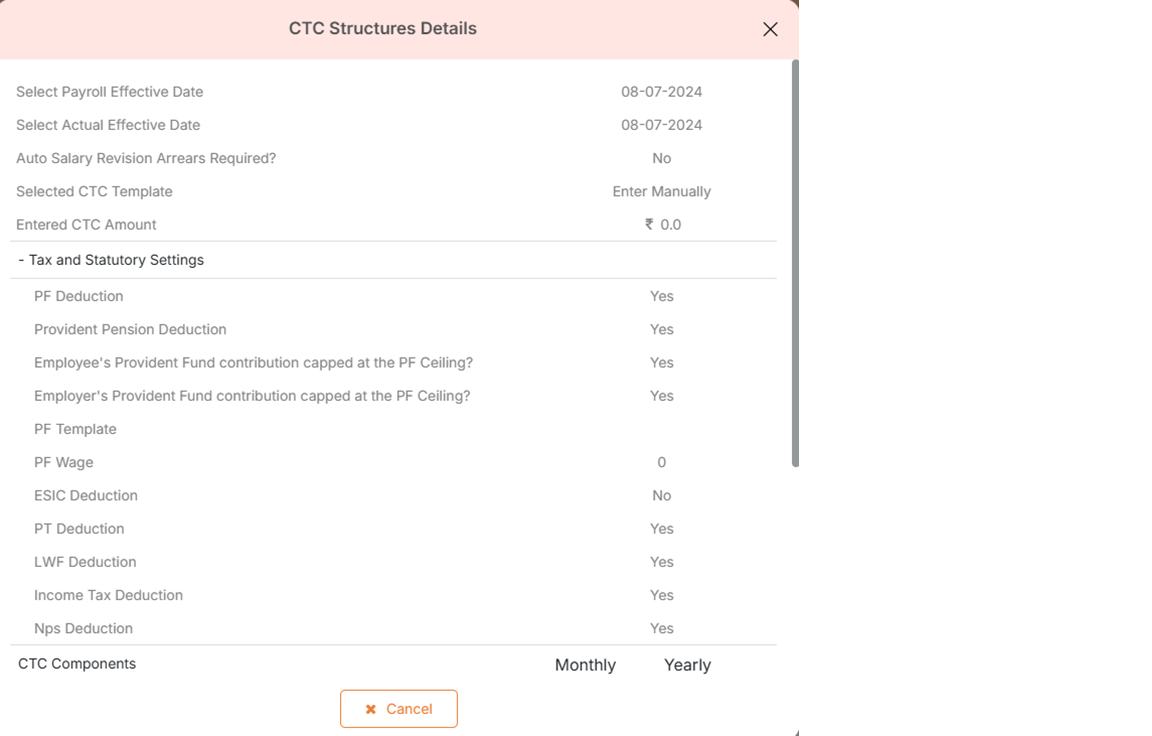 CTC Structures Details
Select Payroll Effective Date 08-07-2024
Select Actual Effective Date 08-07-2024
Auto Salary Revision Arrears Required? No
Selected CTC Template Enter Manually
Entered CTC Amount ₹ 0.0
- Tax and Statutory Settings
PF Deduction Yes
Provident Pension Deduction Yes
Employee's Provident Fund contribution capped at the PF Ceiling? Yes
Employer's Provident Fund contribution capped at the PF Ceiling? Yes
PF Template
PF Wage 0
ESIC Deduction No
PT Deduction Yes
LWF Deduction Yes
Income Tax Deduction Yes
Nps Deduction Yes
CTC Components Monthly Yearly
Cancel